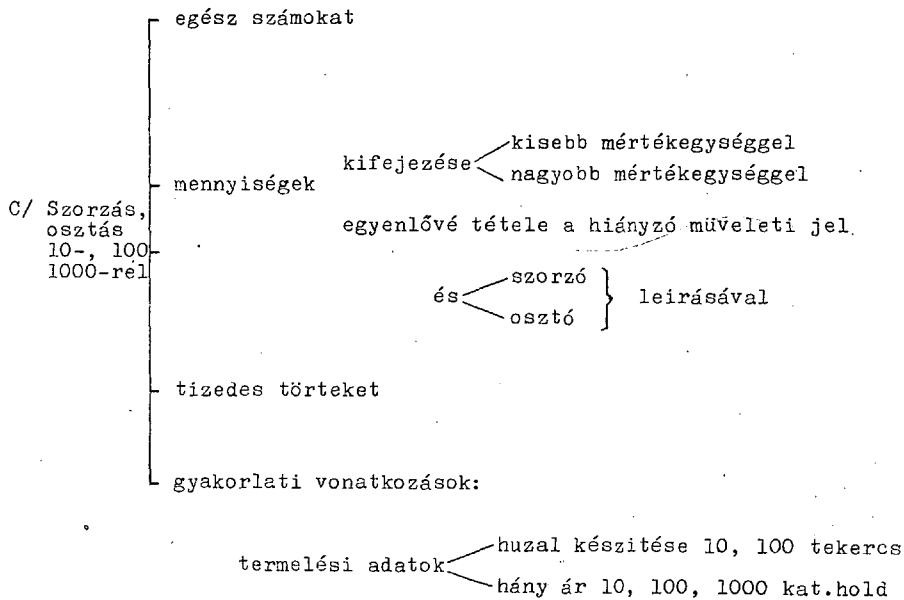 egész számokat
kisebb mértékegységgel
kifejezése
nagyobb mértékegységgel
mennyiségek
C/ Szorzás,
osztás
10-, 100
1000-rel
egyenlővé tétele a hiányzó müveleti jel
és
szorzó
osztó
leirásával
tizedes törteket
gyakorlati vonatkozások:
termelési adatok
huzal készitése 10, 100 tekercs
hány ár 10, 100, 1000 kat.hold